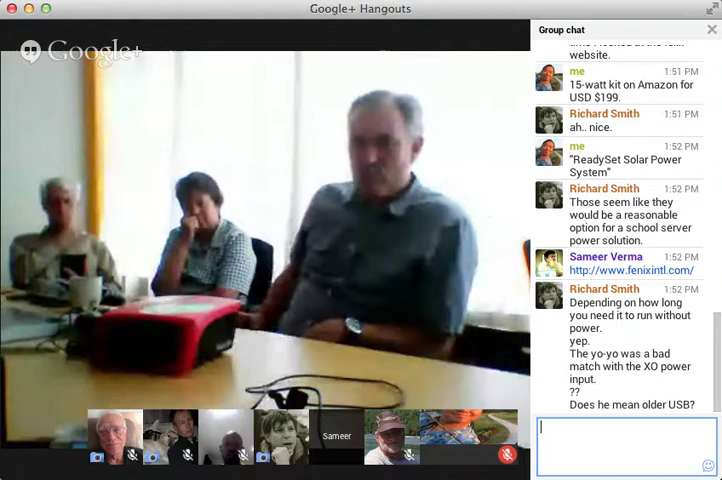 Google+ Hangouts
Google+
Group chat
website.
me 1:51 PM
15-watt kit on Amazon for
USD $199.
Richard Smith 1:51 PM
ah.. nice.
me 1:52 PM
"ReadySet Solar Power
System"
Richard Smith 1:52 PM
Those seem like they
would be a reasonable
option for a school server
power solution.
Sameer Verma 1:52 PM
http://www.fenixintl.com/
Richard Smith 1:52 PM
Depending on how long
you need it to run without
power.
yep.
The yo-yo was a bad
match with the XO power
input.
??
Does he mean older USB?
Sameer